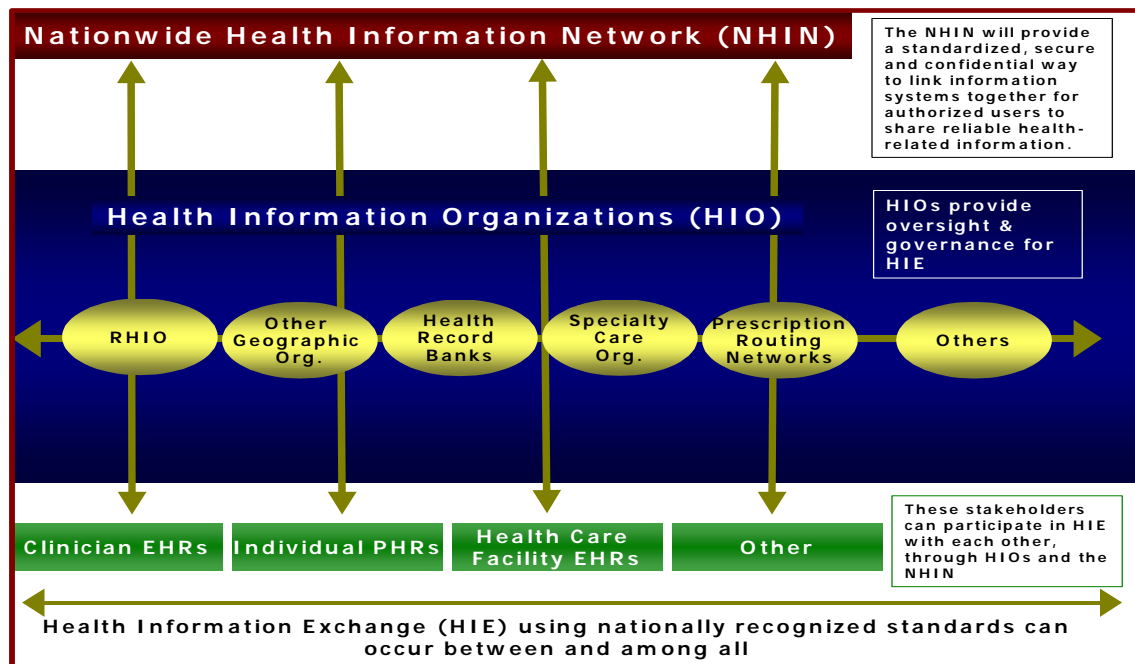 Nationwide Health Information Network (NHIN)
The NHIN will provide
a standardized, secure
and confidential way
to link information
systems together for
authorized users to
share reliable health-
related information.
Health Information Organizations (HIO)
HIOs provide
oversight &
governance for
HIE
RHIO
Other
Geographic
Org.
Health
Record
Banks
Specialty
Care
Org.
Prescription
Routing
Networks
Others
Clinician EHRs
Individual PHRs
Health Care
Facility EHRs
Other
These stakeholders
can participate in HIE
with each other,
through HIOs and the
NHIN
Health Information Exchange (HIE) using nationally recognized standards can
occur between and among all